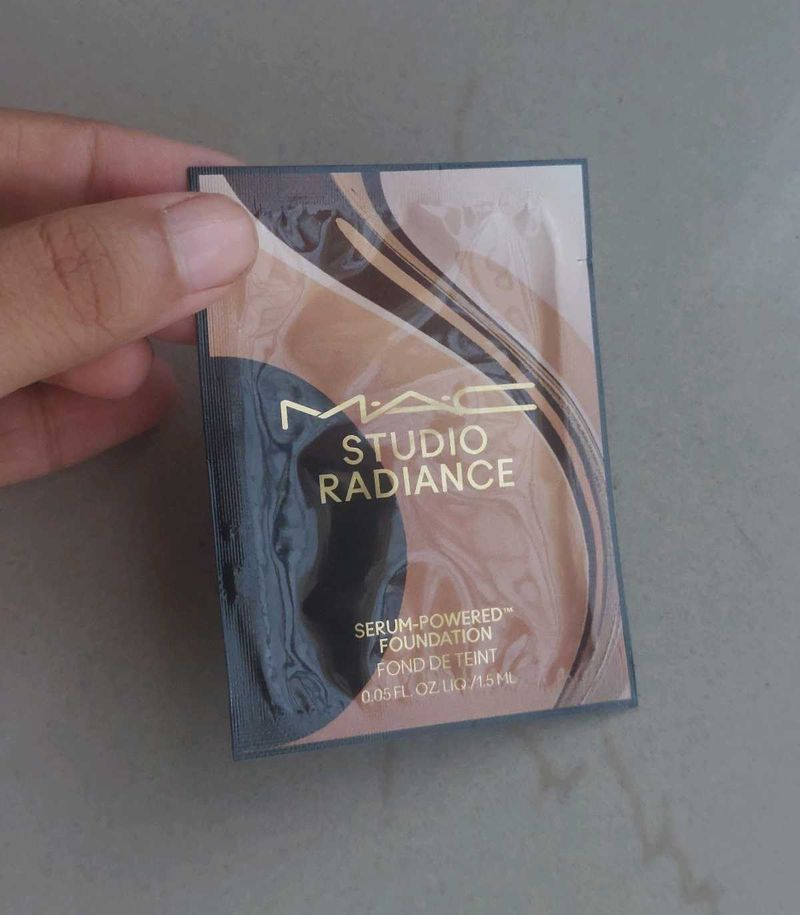 M·A·C
STUDIO
RADIANCE
SERUM-POWERED™
FOUNDATION
FOND DE TEINT
0.05 FL. OZ. LIQ./1.5 ML